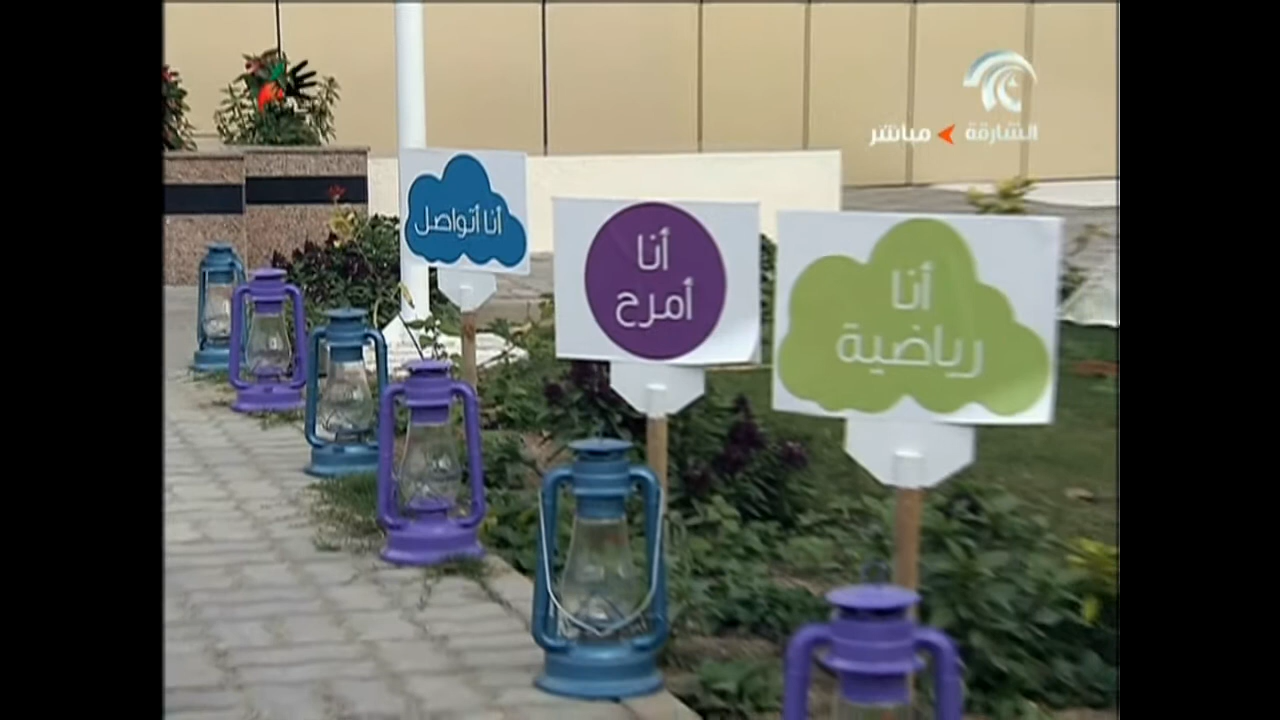 الشارقة
مباشر
أنا
رياضية
أنا
أمرح
أنا أتواصل